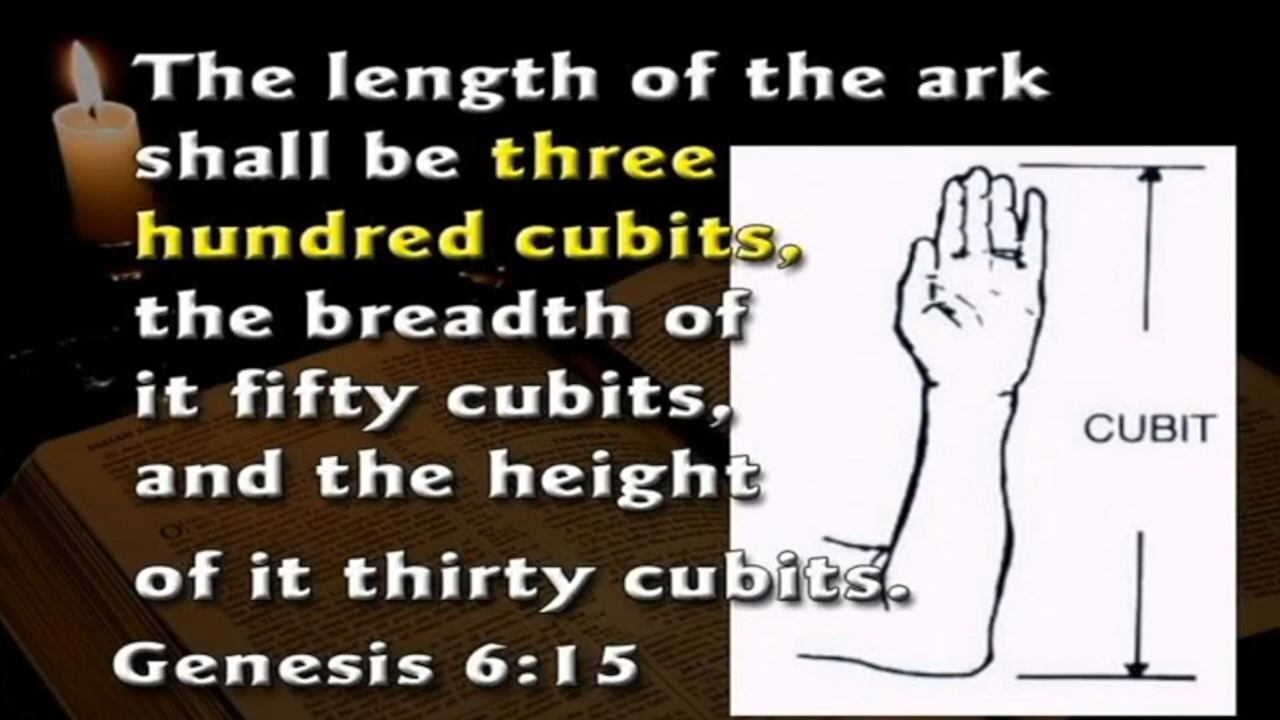 The length of the ark
shall be three
hundred cubits,
the breadth of
it fifty cubits,
and the height
of it thirty cubits.
Genesis 6:15
CUBIT